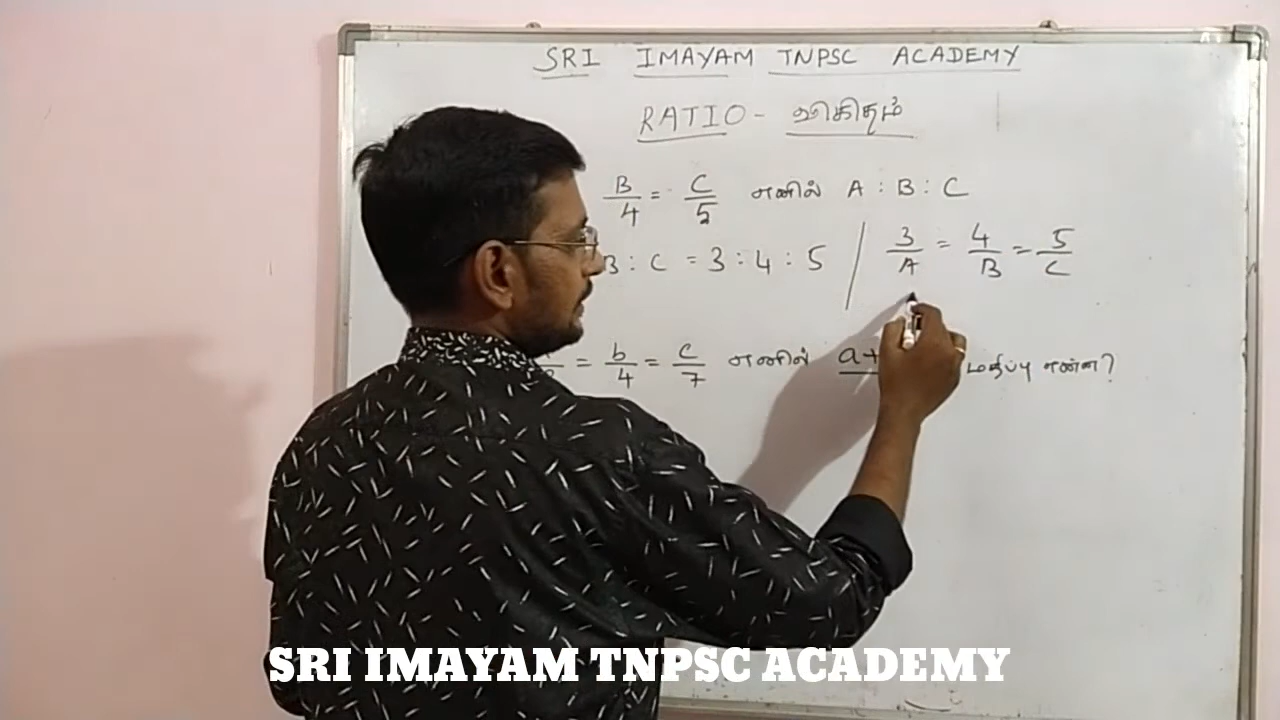 SRI IMAYAM TNPSC ACADEMY
RATIO - விகிதம்
B/4 = C/5 எனில் A : B : C
B : C = 3 : 4 : 5 / 3/A = 4/B = 5/C
= b/4 = c/7 எனில் a+ மதிப்பு என்ன?
SRI IMAYAM TNPSC ACADEMY